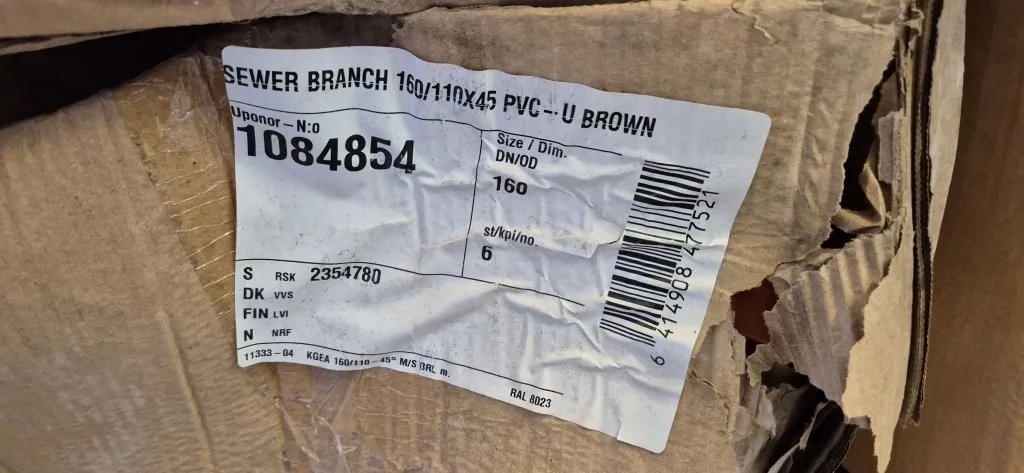 SEWER BRANCH 160/110X45 PVC-U BROWN
Uponor-N:o
1084854
Size / Dim.
DN/OD
160
st/kpi/no.
6
S RSK 2354780
DK VVS
FIN LVI
N NRF
11333-04 KGEA 160/110-45° M/S BRL m.
RAL 8023
6 414908 477521